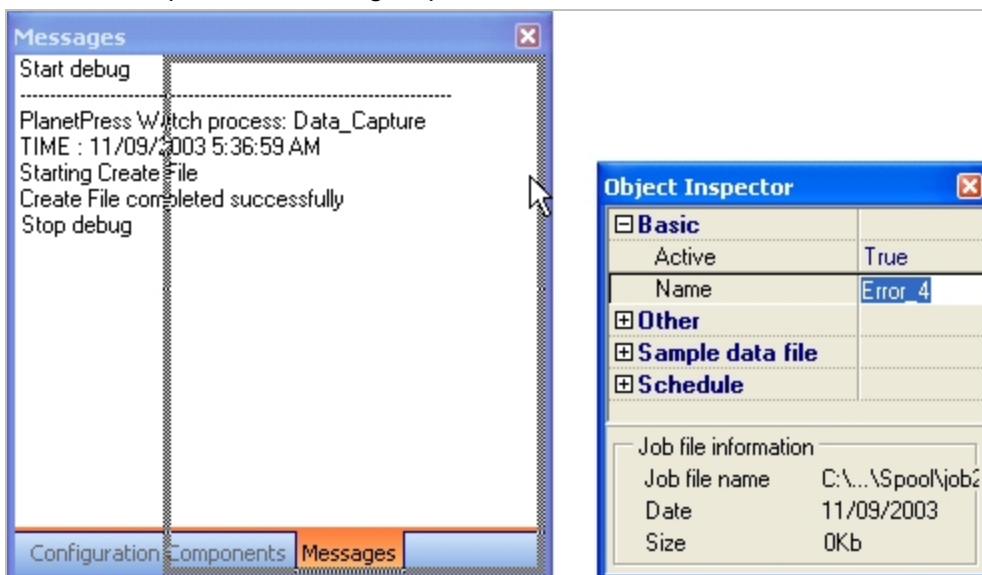 Messages
Start debug
PlanetPress Watch process: Data_Capture
TIME : 11/09/2003 5:36:59 AM
Starting Create File
Create File completed successfully
Stop debug
Configuration Components Messages
Object Inspector
Basic
Active True
Name Error_4
Other
Sample data file
Schedule
Job file information
Job file name C:\...\Spool\job2
Date 11/09/2003
Size 0Kb